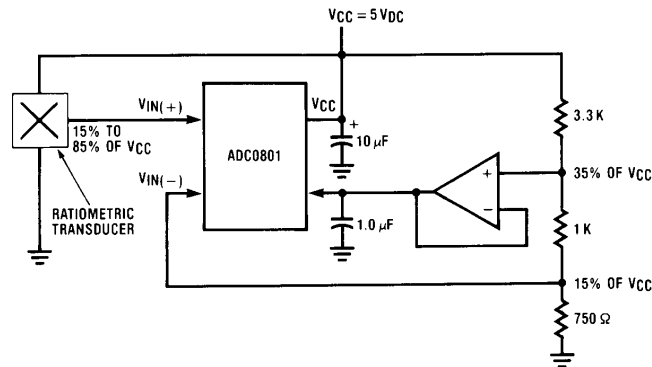 VCC = 5 VDC
VIN(+)
VCC
15% TO
85% OF VCC
+
10 µF
3.3 K
ADC0801
VIN(−)
+
35% OF VCC
−
RATIOMETRIC
TRANSDUCER
1.0 µF
1 K
15% OF VCC
750 Ω